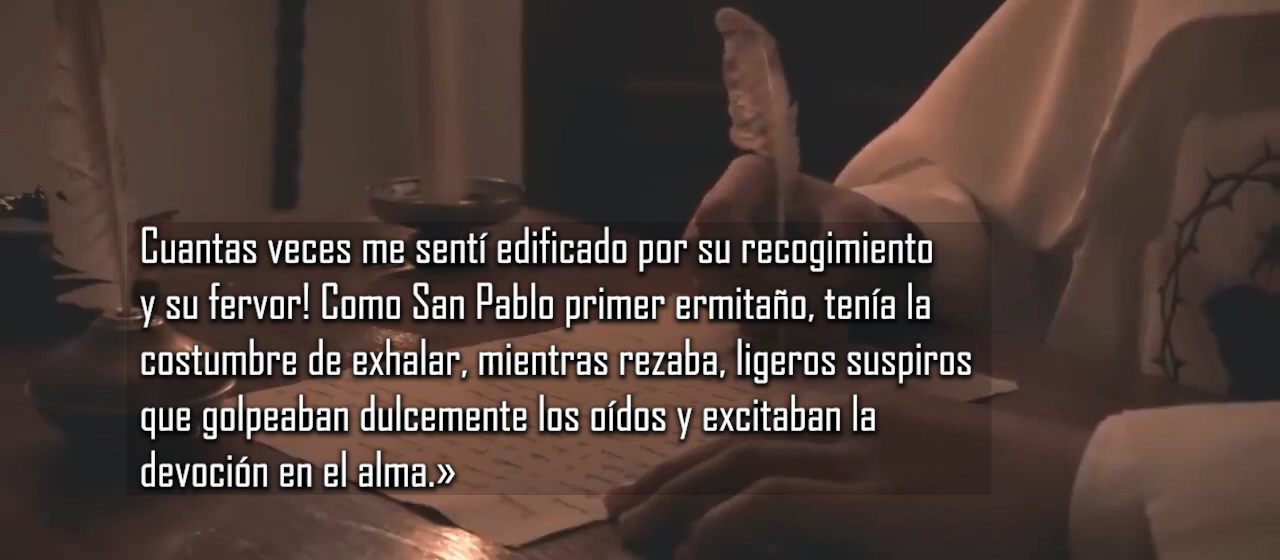 Cuantas veces me sentí edificado por su recogimiento
y su fervor! Como San Pablo primer ermitaño, tenía la
costumbre de exhalar, mientras rezaba, ligeros suspiros
que golpeaban dulcemente los oídos y excitaban la
devoción en el alma.»